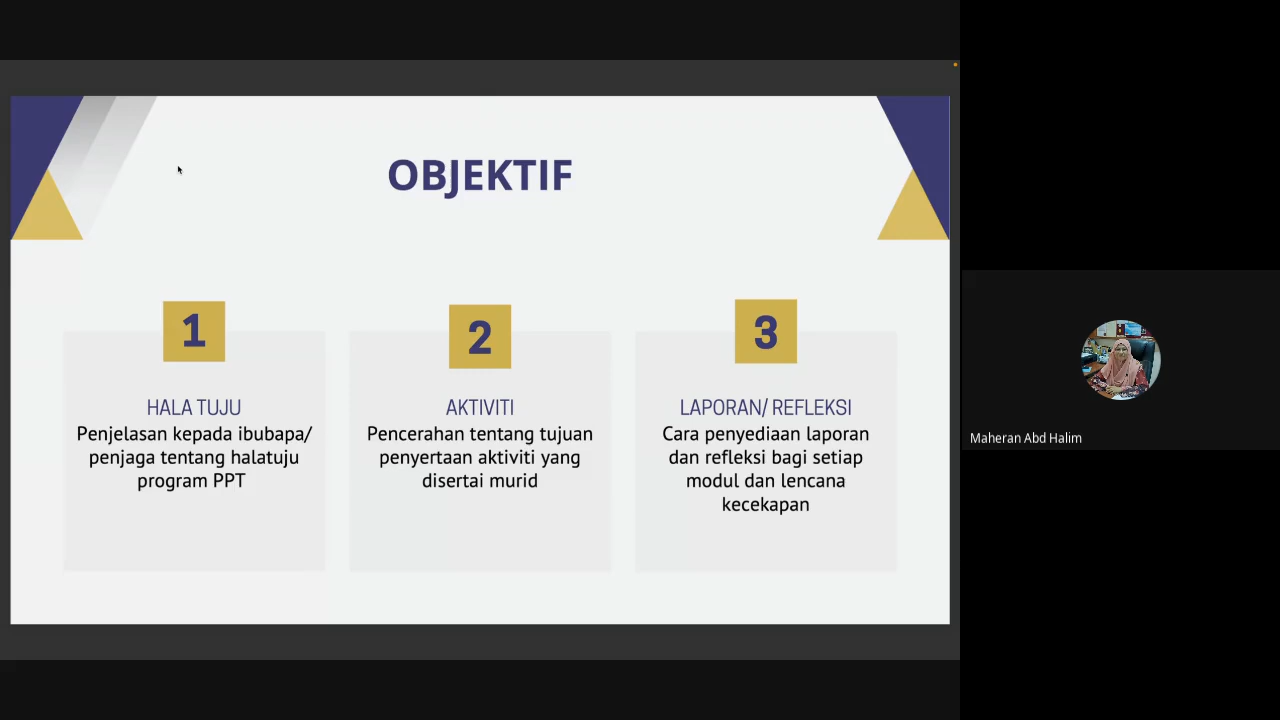 OBJEKTIF
1
HALA TUJU
Penjelasan kepada ibubapa/
penjaga tentang halatuju
program PPT
2
AKTIVITI
Pencerahan tentang tujuan
penyertaan aktiviti yang
disertai murid
3
LAPORAN/ REFLEKSI
Cara penyediaan laporan
dan refleksi bagi setiap
modul dan lencana
kecekapan
Maheran Abd Halim